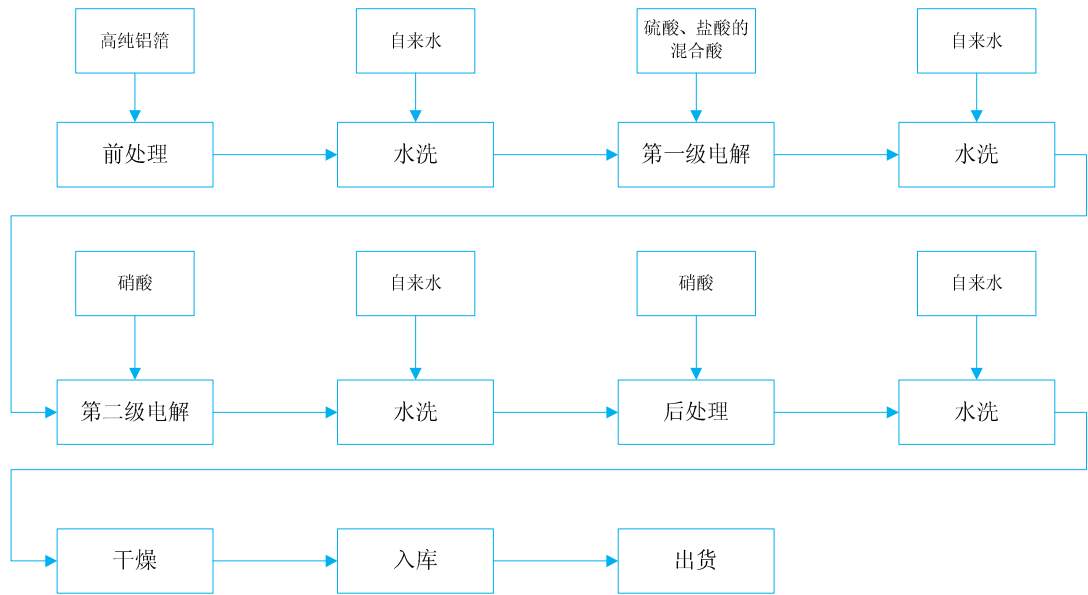 高纯铝箔
自来水
硫酸、盐酸的
混合酸
自来水
前处理
水洗
第一级电解
水洗
硝酸
自来水
硝酸
自来水
第二级电解
水洗
后处理
水洗
干燥
入库
出货